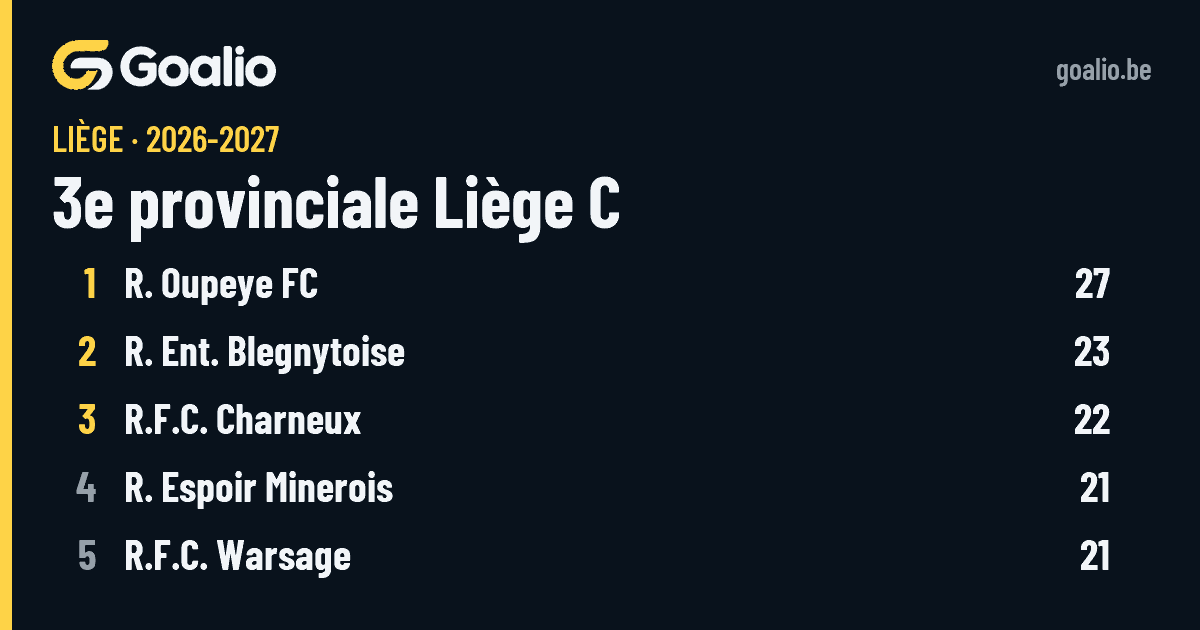 Goalio
goalio.be
LIÈGE · 2026-2027
3e provinciale Liège C
1 R. Oupeye FC 27
2 R. Ent. Blegnytoise 23
3 R.F.C. Charneux 22
4 R. Espoir Minerois 21
5 R.F.C. Warsage 21